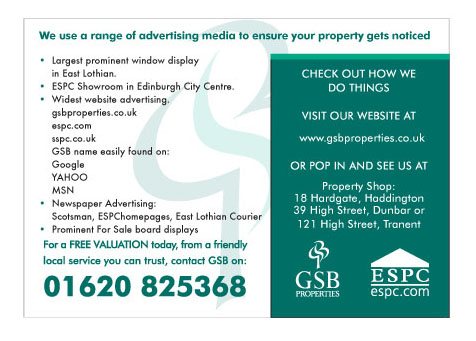 We use a range of advertising media to ensure your property gets noticed
• Largest prominent window display
in East Lothian.
• ESPC Showroom in Edinburgh City Centre.
• Widest website advertising.
gsbproperties.co.uk
espc.com
sspc.co.uk
GSB name easily found on:
Google
YAHOO
MSN
• Newspaper Advertising:
Scotsman, ESPChomepages, East Lothian Courier
• Prominent For Sale board displays
For a FREE VALUATION today, from a friendly
local service you can trust, contact GSB on:
01620 825368
CHECK OUT HOW WE
DO THINGS
VISIT OUR WEBSITE AT
www.gsbproperties.co.uk
OR POP IN AND SEE US AT
Property Shop:
18 Hardgate, Haddington
39 High Street, Dunbar or
121 High Street, Tranent
GSB
PROPERTIES
ESPC
espc.com